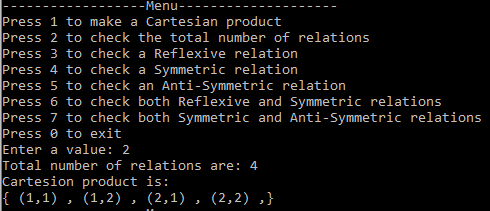 ------------------Menu--------------------
Press 1 to make a Cartesian product
Press 2 to check the total number of relations
Press 3 to check a Reflexive relation
Press 4 to check a Symmetric relation
Press 5 to check an Anti-Symmetric relation
Press 6 to check both Reflexive and Symmetric relations
Press 7 to check both Symmetric and Anti-Symmetric relations
Press 0 to exit
Enter a value: 2
Total number of relations are: 4
Cartesion product is:
{ (1,1) , (1,2) , (2,1) , (2,2) ,}